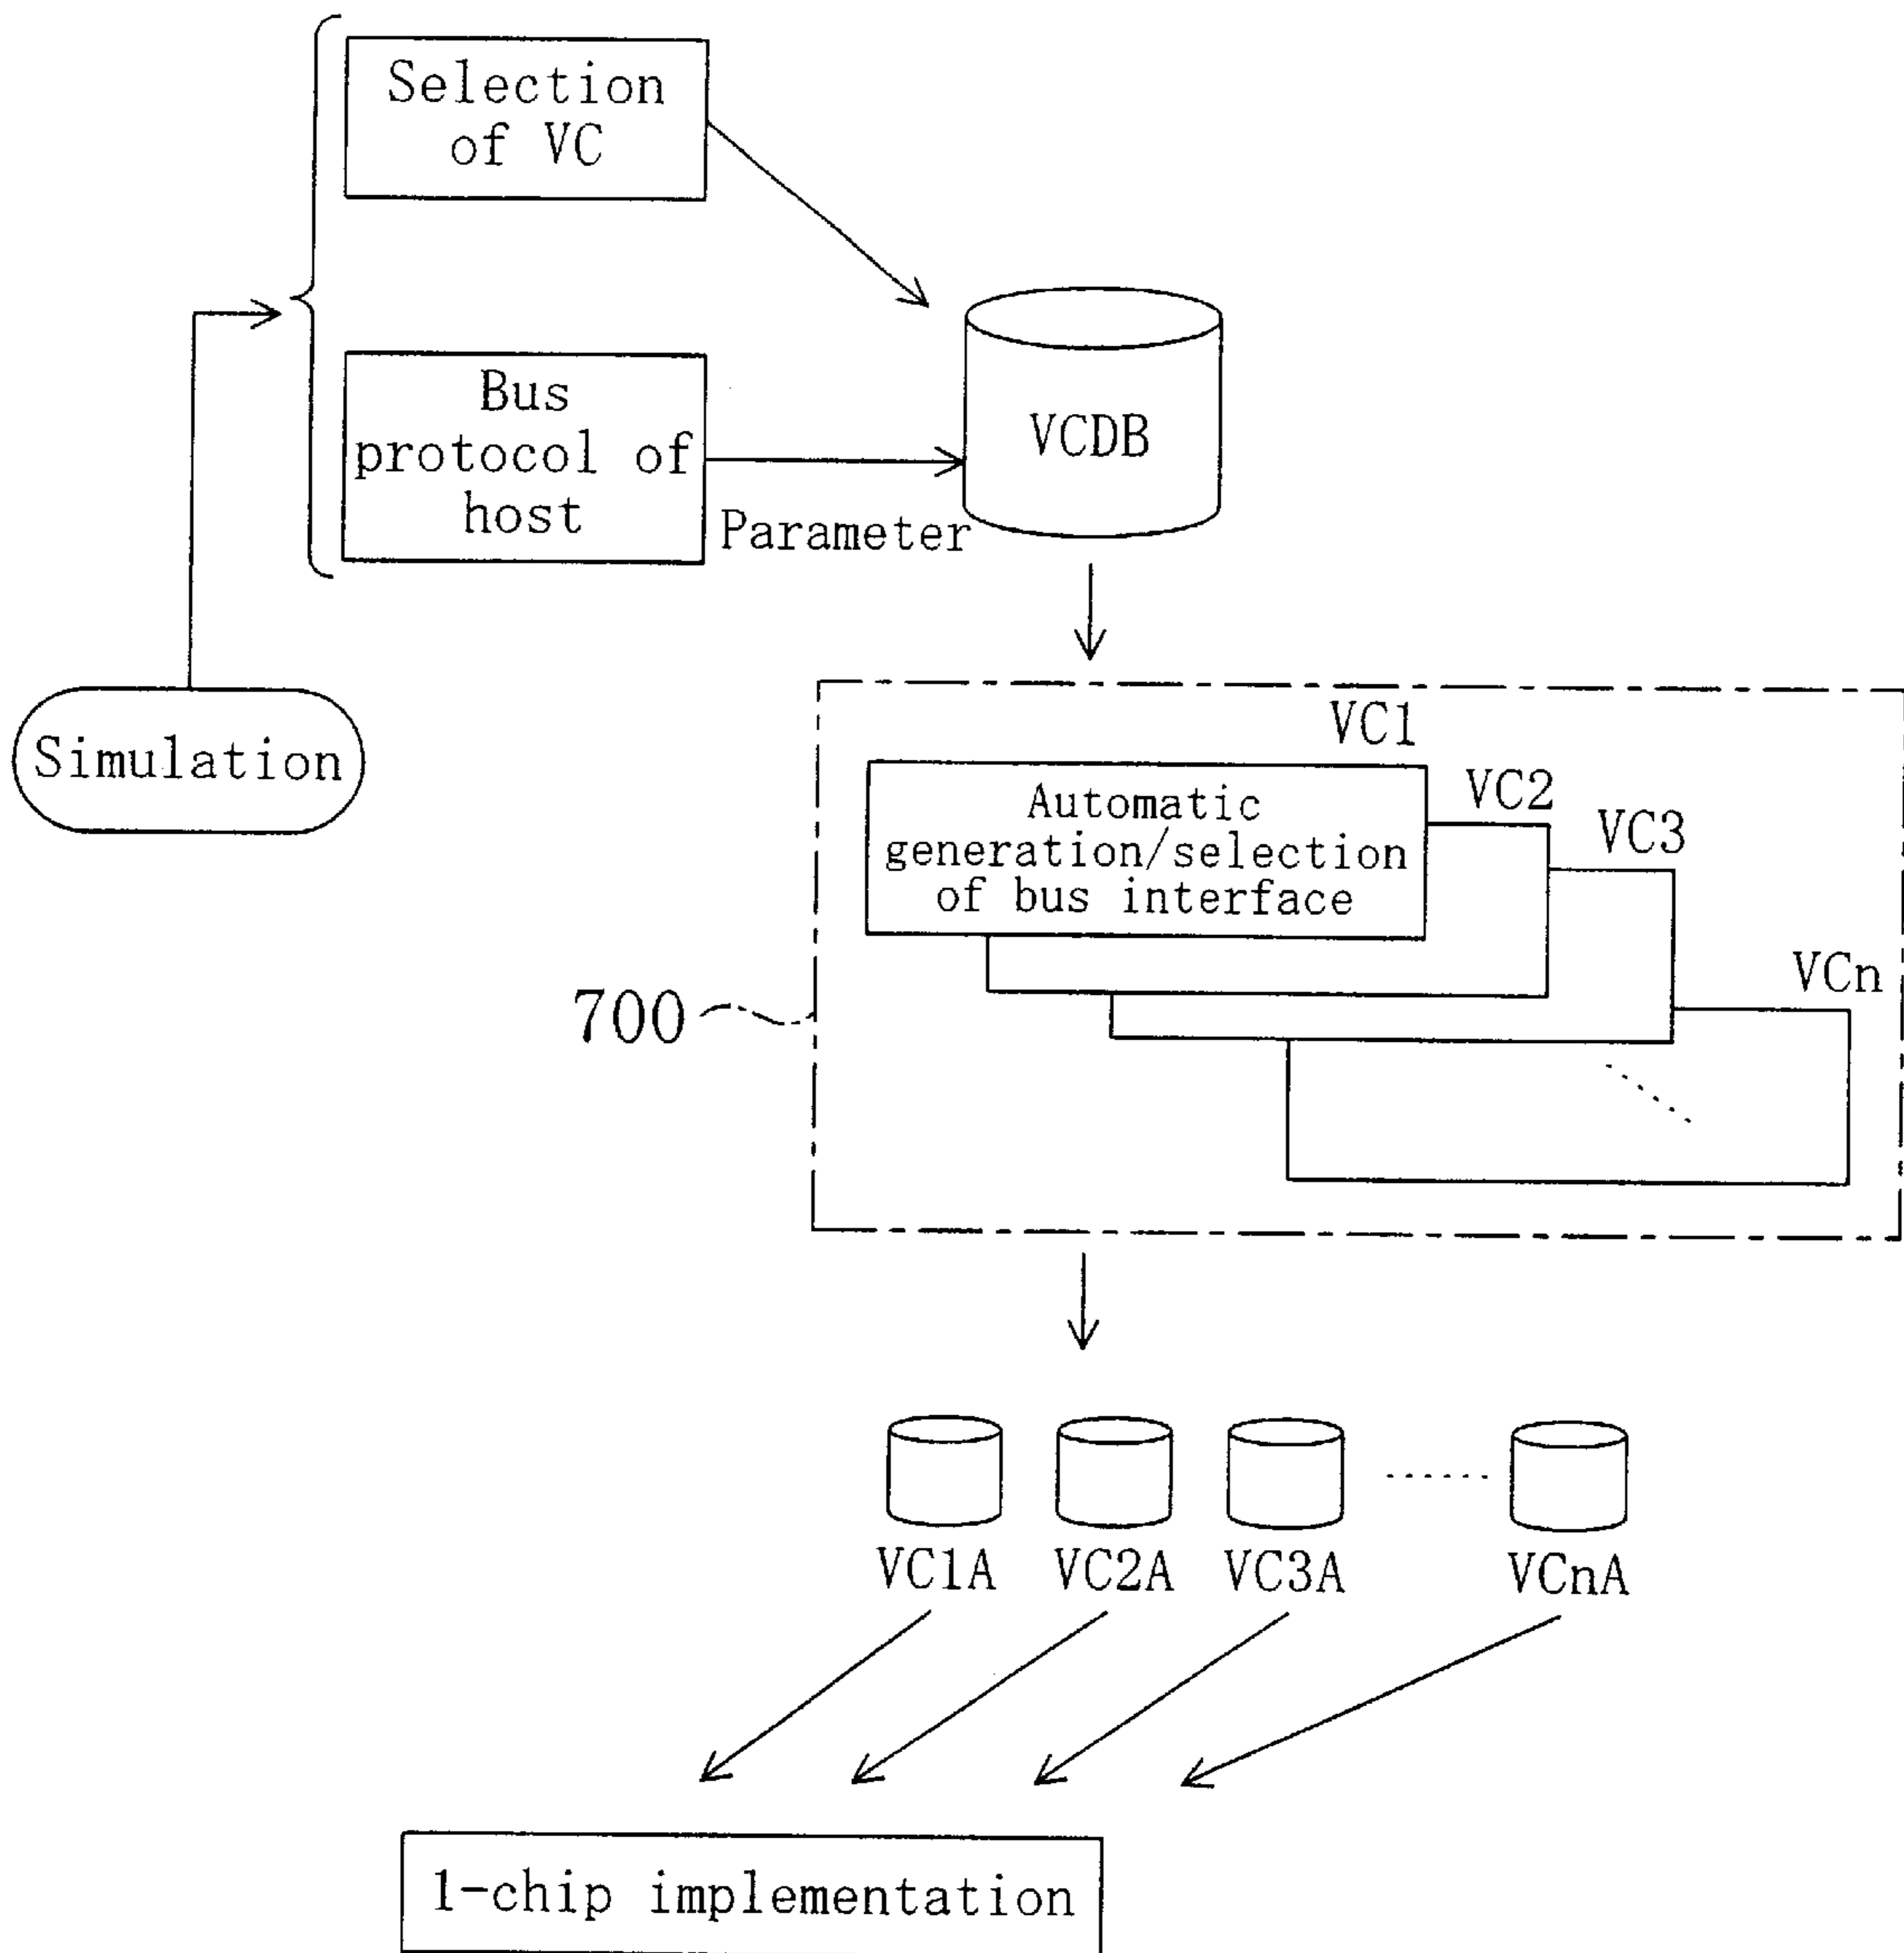 Selection
of VC
Bus
protocol of
host
Parameter
VCDB
Simulation
VC1
Automatic
generation/selection
of bus interface
VC2
VC3
VCn
700
VC1A
VC2A
VC3A
VCnA
1-chip implementation